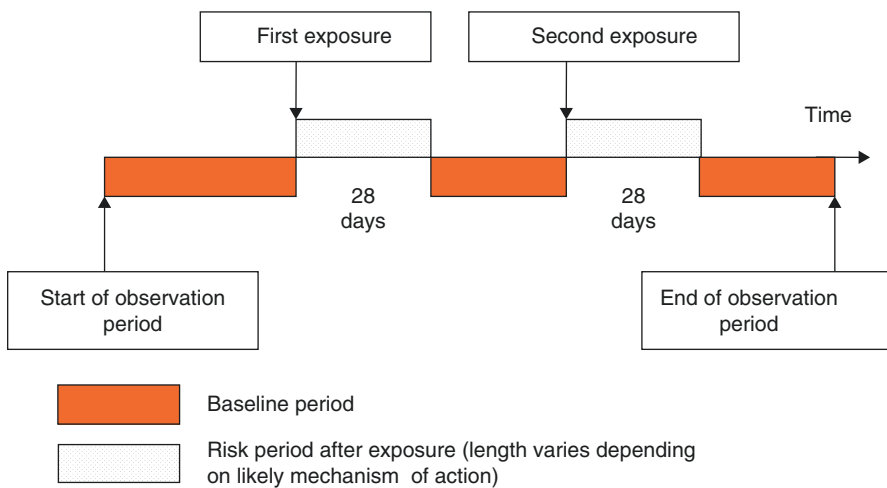 First exposure
Second exposure
Time
28
days
28
days
Start of observation
period
End of observation
period
Baseline period
Risk period after exposure (length varies depending
on likely mechanism of action)